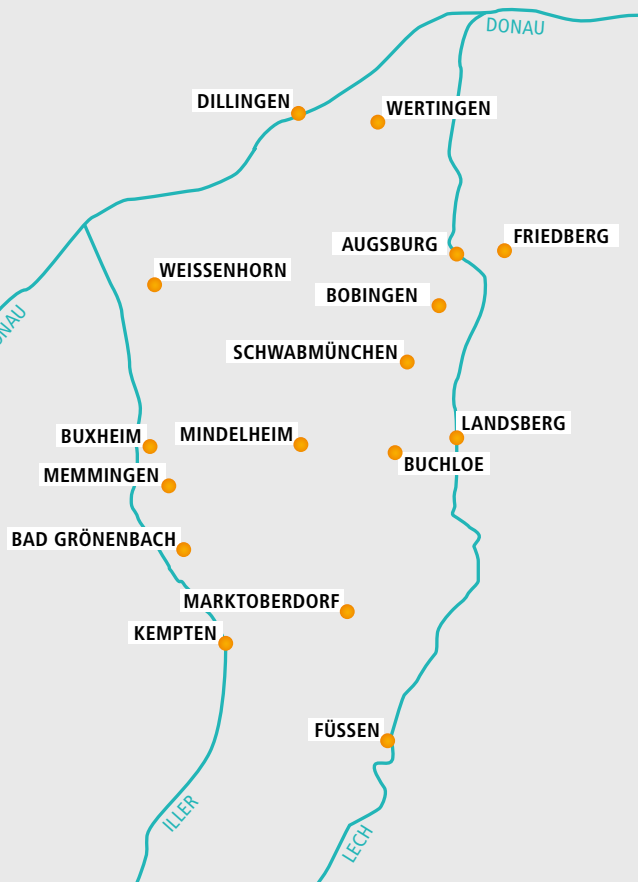 DONAU
DILLINGEN
WERTINGEN
AUGSBURG
FRIEDBERG
WEISSENHORN
BOBINGEN
NAU
SCHWABMÜNCHEN
LANDSBERG
BUXHEIM
MINDELHEIM
BUCHLOE
MEMMINGEN
BAD GRÖNENBACH
MARKTOBERDORF
KEMPTEN
FÜSSEN
ILLER
LECH